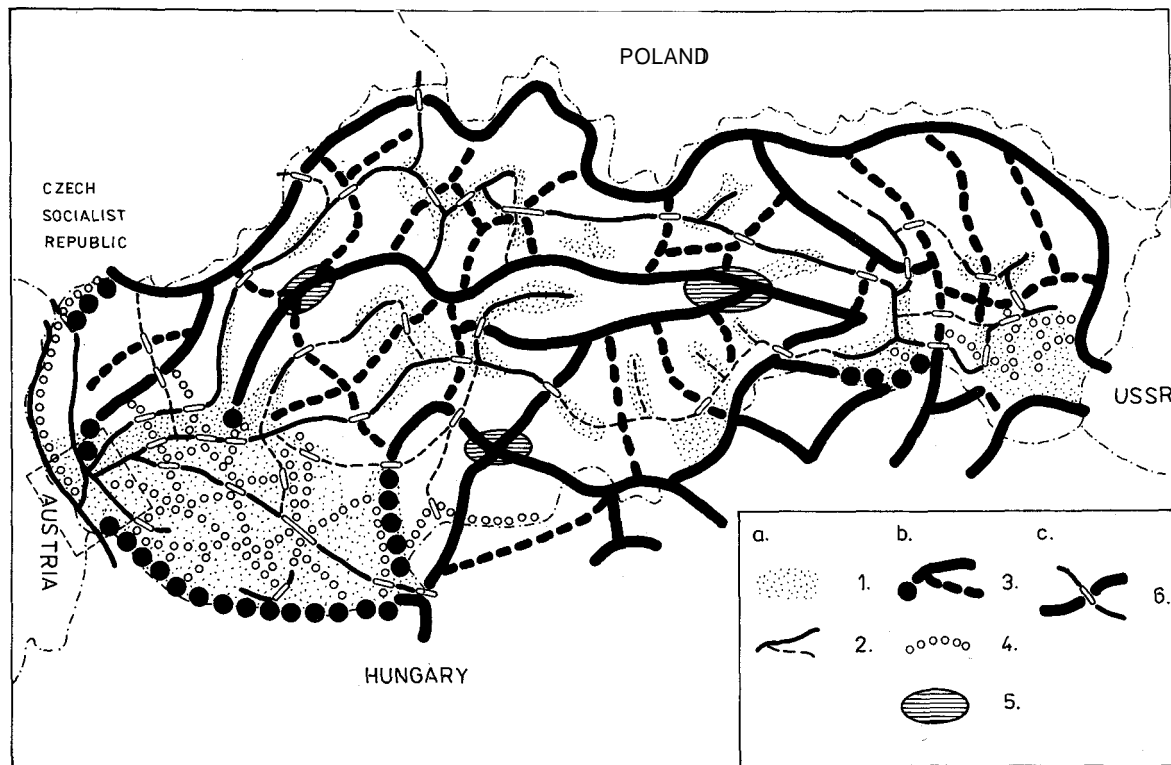 POLAND
CZECH
SOCIALIST
REPUBLIC
USSR
AUSTRIA
HUNGARY
a. b. c.
1. 3. 6.
2. 4.
5.